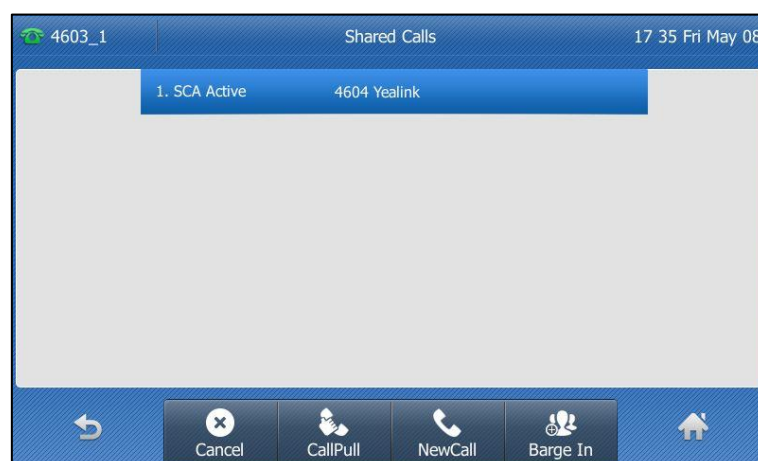 4603_1 Shared Calls 17 35 Fri May 08
1. SCA Active 4604 Yealink
Cancel CallPull NewCall Barge In